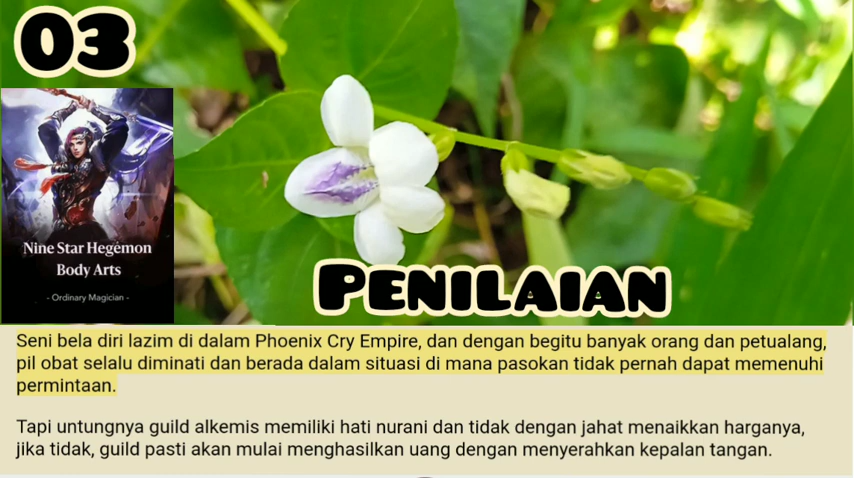 03
Nine Star Hegemon
Body Arts
- Ordinary Magician -
PENILAIAN
Seni bela diri lazim di dalam Phoenix Cry Empire, dan dengan begitu banyak orang dan petualang,
pil obat selalu diminati dan berada dalam situasi di mana pasokan tidak pernah dapat memenuhi
permintaan.
Tapi untungnya guild alkemis memiliki hati nurani dan tidak dengan jahat menaikkan harganya,
jika tidak, guild pasti akan mulai menghasilkan uang dengan menyerahkan kepalan tangan.